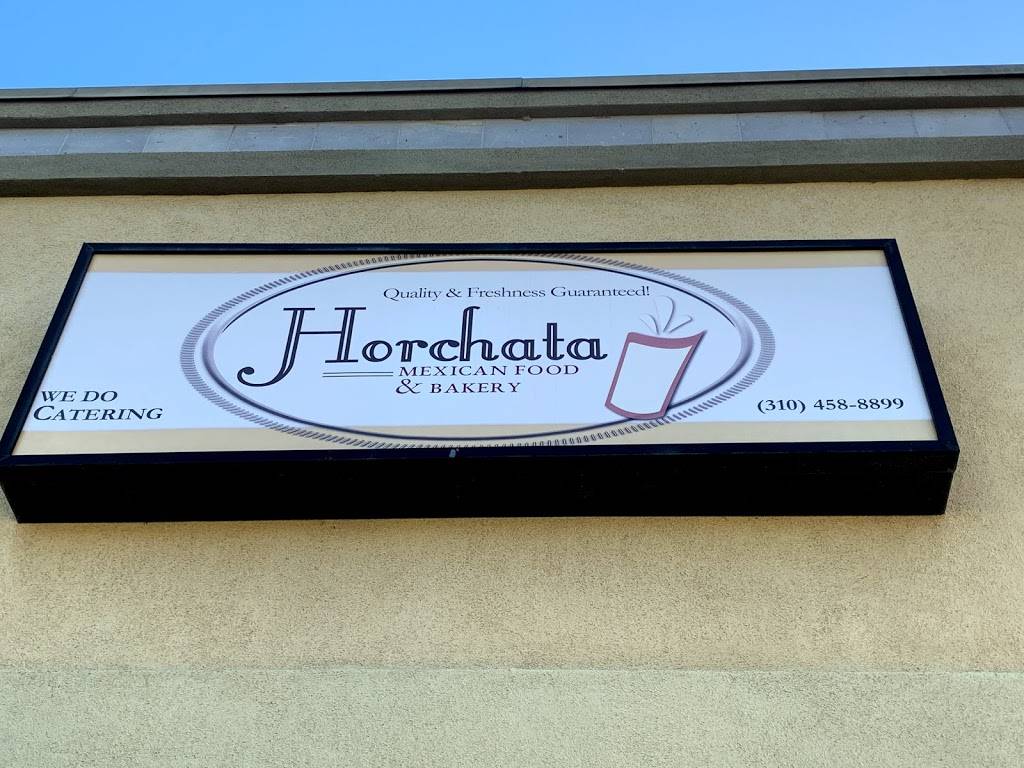 Quality & Freshness Guaranteed!
Horchata
MEXICAN FOOD
& BAKERY
WE DO
CATERING
(310) 458-8899